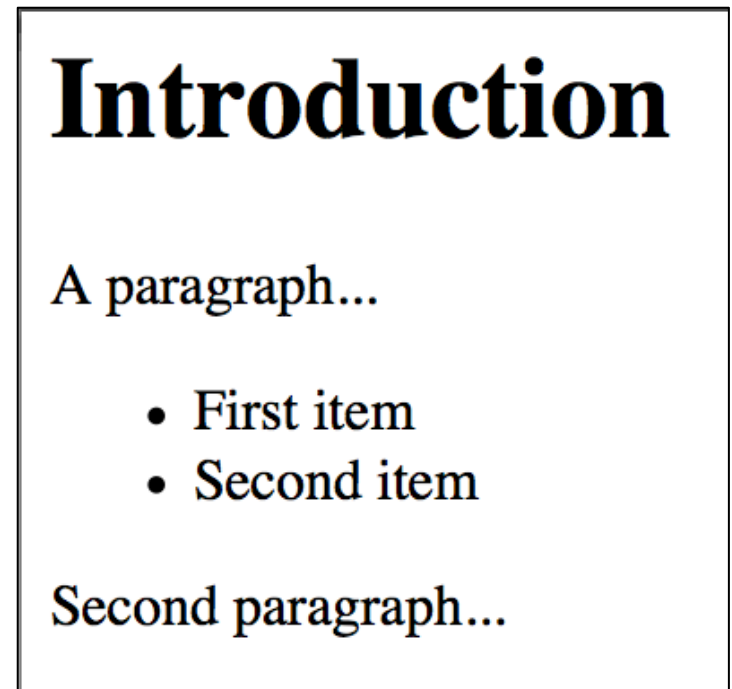 Introduction
A paragraph...
• First item
• Second item
Second paragraph...